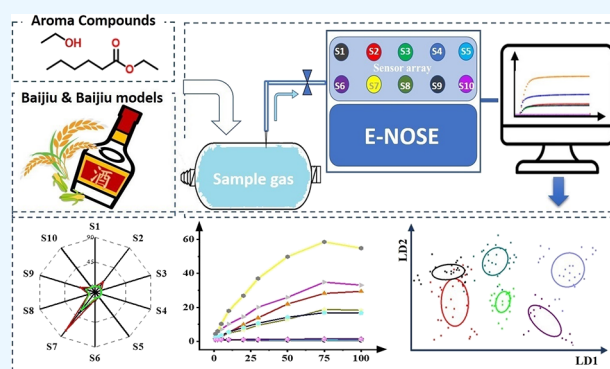 Aroma Compounds
OH
O
O
Baijiu & Baijiu models
酒
Sample gas
S1 S2 S3 S4 S5
Sensor array
S6 S7 S8 S9 S10
E-NOSE
S1
S2
S3
S4
S5
S6
S7
S8
S9
S10
90
45
60
40
20
0
0 25 50 75 100
LD2
LD1